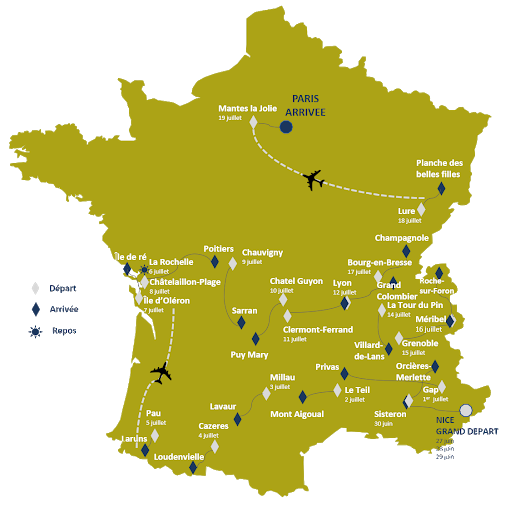 PARIS
ARRIVEE
Mantes la Jolie
19 juillet
Planche des
belles filles
Lure
18 juillet
Champagnole
Bourg-en-Bresse
17 juillet
Poitiers
Chauvigny
9 juillet
Île de ré
La Rochelle
6 juillet
Châtelaillon-Plage
8 juillet
Île d'Oléron
7 juillet
Chatel Guyon
10 juillet
Lyon
12 juillet
Grand
Colombier
Roche-
sur-Foron
La Tour du Pin
14 juillet
Méribel
16 juillet
Départ
Arrivée
Repos
Sarran
Clermont-Ferrand
11 juillet
Puy Mary
Grenoble
15 juillet
Villard-
de-Lans
Privas
Orcières-
Merlette
Millau
3 juillet
Le Teil
2 juillet
Gap
1er juillet
Lavaur
Mont Aigoual
Sisteron
30 juin
Pau
5 juillet
Cazeres
4 juillet
NICE
GRAND DEPART
27 juin
28 juin
29 juin
Laruns
Loudenvielle